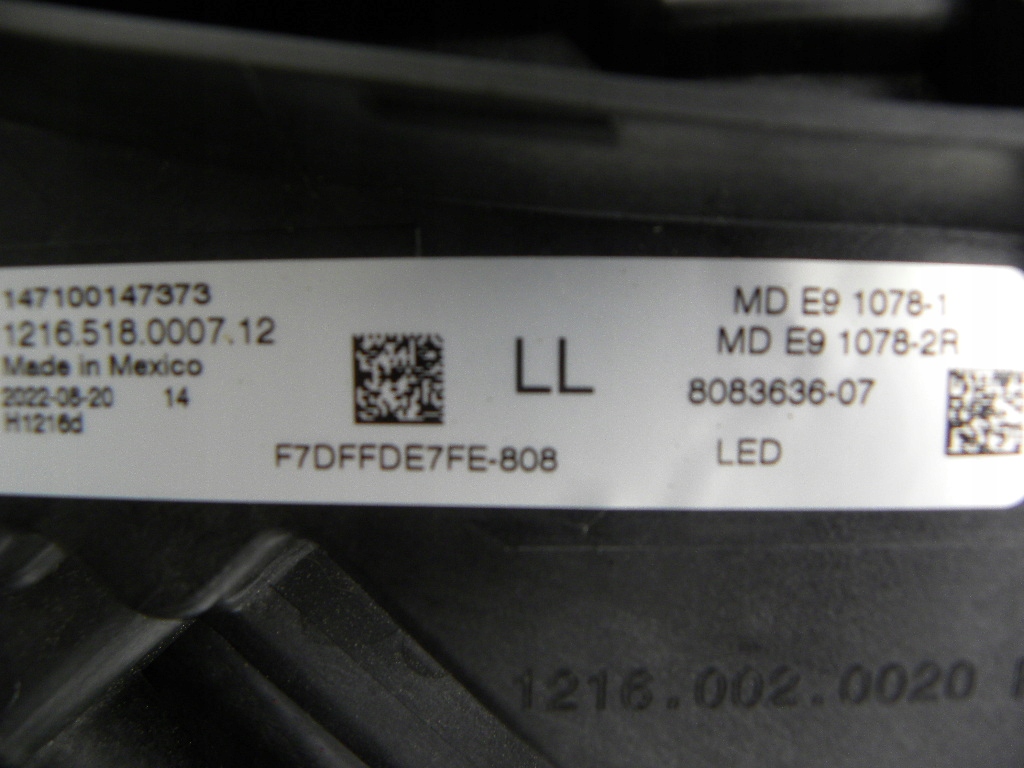 147100147373
1216.518.0007.12
Made in Mexico
2022-08-20 14
H1216d
F7DFFDE7FE-808
LL
MD E9 1078-1
MD E9 1078-2R
8083636-07
LED
1216.002.0020